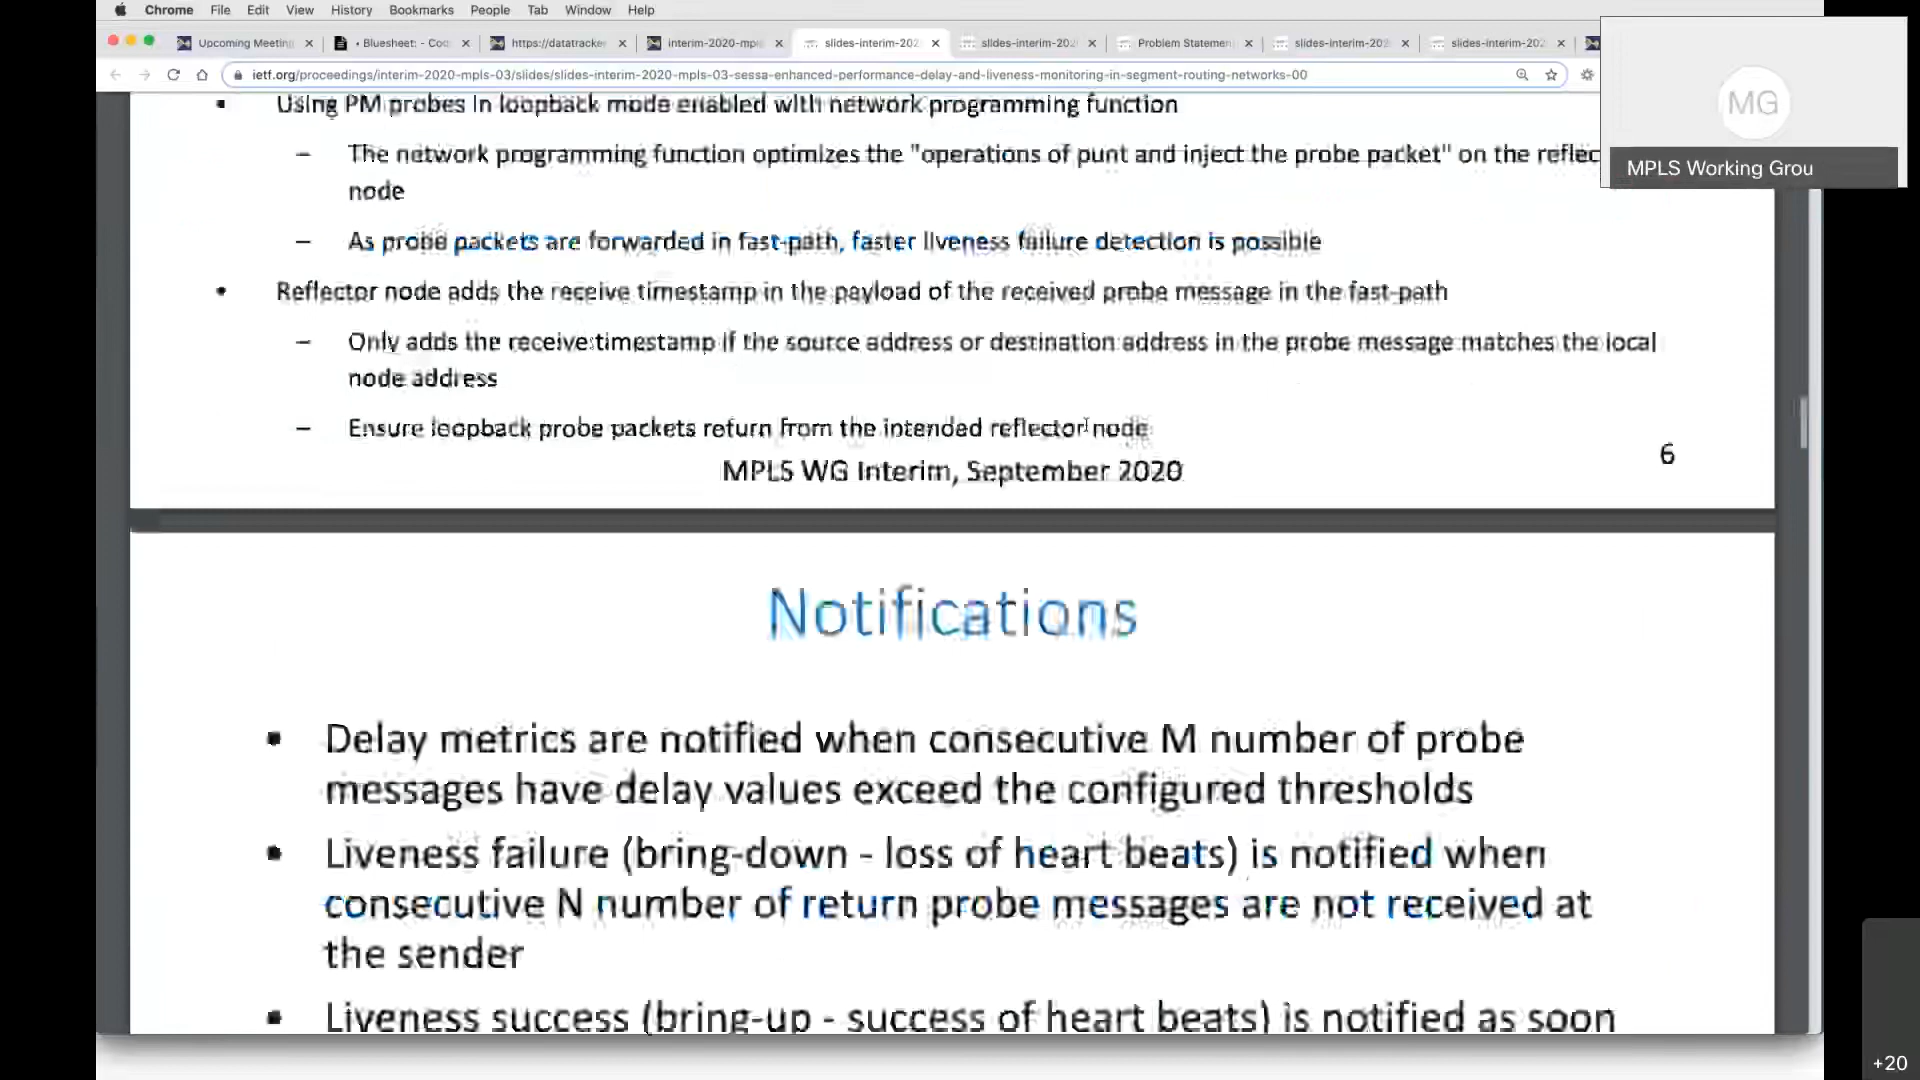 Chrome File Edit View History Bookmarks People Tab Window Help
Upcoming Meeting • Bluesheet: - Cod https://datatracke interim-2020-mpls slides-interim-202 slides-interim-202 Problem Statemen slides-interim-202 slides-interim-202
ietf.org/proceedings/interim-2020-mpls-03/slides/slides-interim-2020-mpls-03-sessa-enhanced-performance-delay-and-liveness-monitoring-in-segment-routing-networks-00
MG
MPLS Working Grou
▪ Using PM probes in loopback mode enabled with network programming function
– The network programming function optimizes the "operations of punt and inject the probe packet" on the reflec
node
– As probe packets are forwarded in fast-path, faster liveness failure detection is possible
• Reflector node adds the receive timestamp in the payload of the received probe message in the fast-path
– Only adds the receive timestamp if the source address or destination address in the probe message matches the local
node address
– Ensure loopback probe packets return from the intended reflector node
MPLS WG Interim, September 2020
6
Notifications
▪ Delay metrics are notified when consecutive M number of probe
messages have delay values exceed the configured thresholds
▪ Liveness failure (bring-down - loss of heart beats) is notified when
consecutive N number of return probe messages are not received at
the sender
▪ Liveness success (bring-up - success of heart beats) is notified as soon
+20